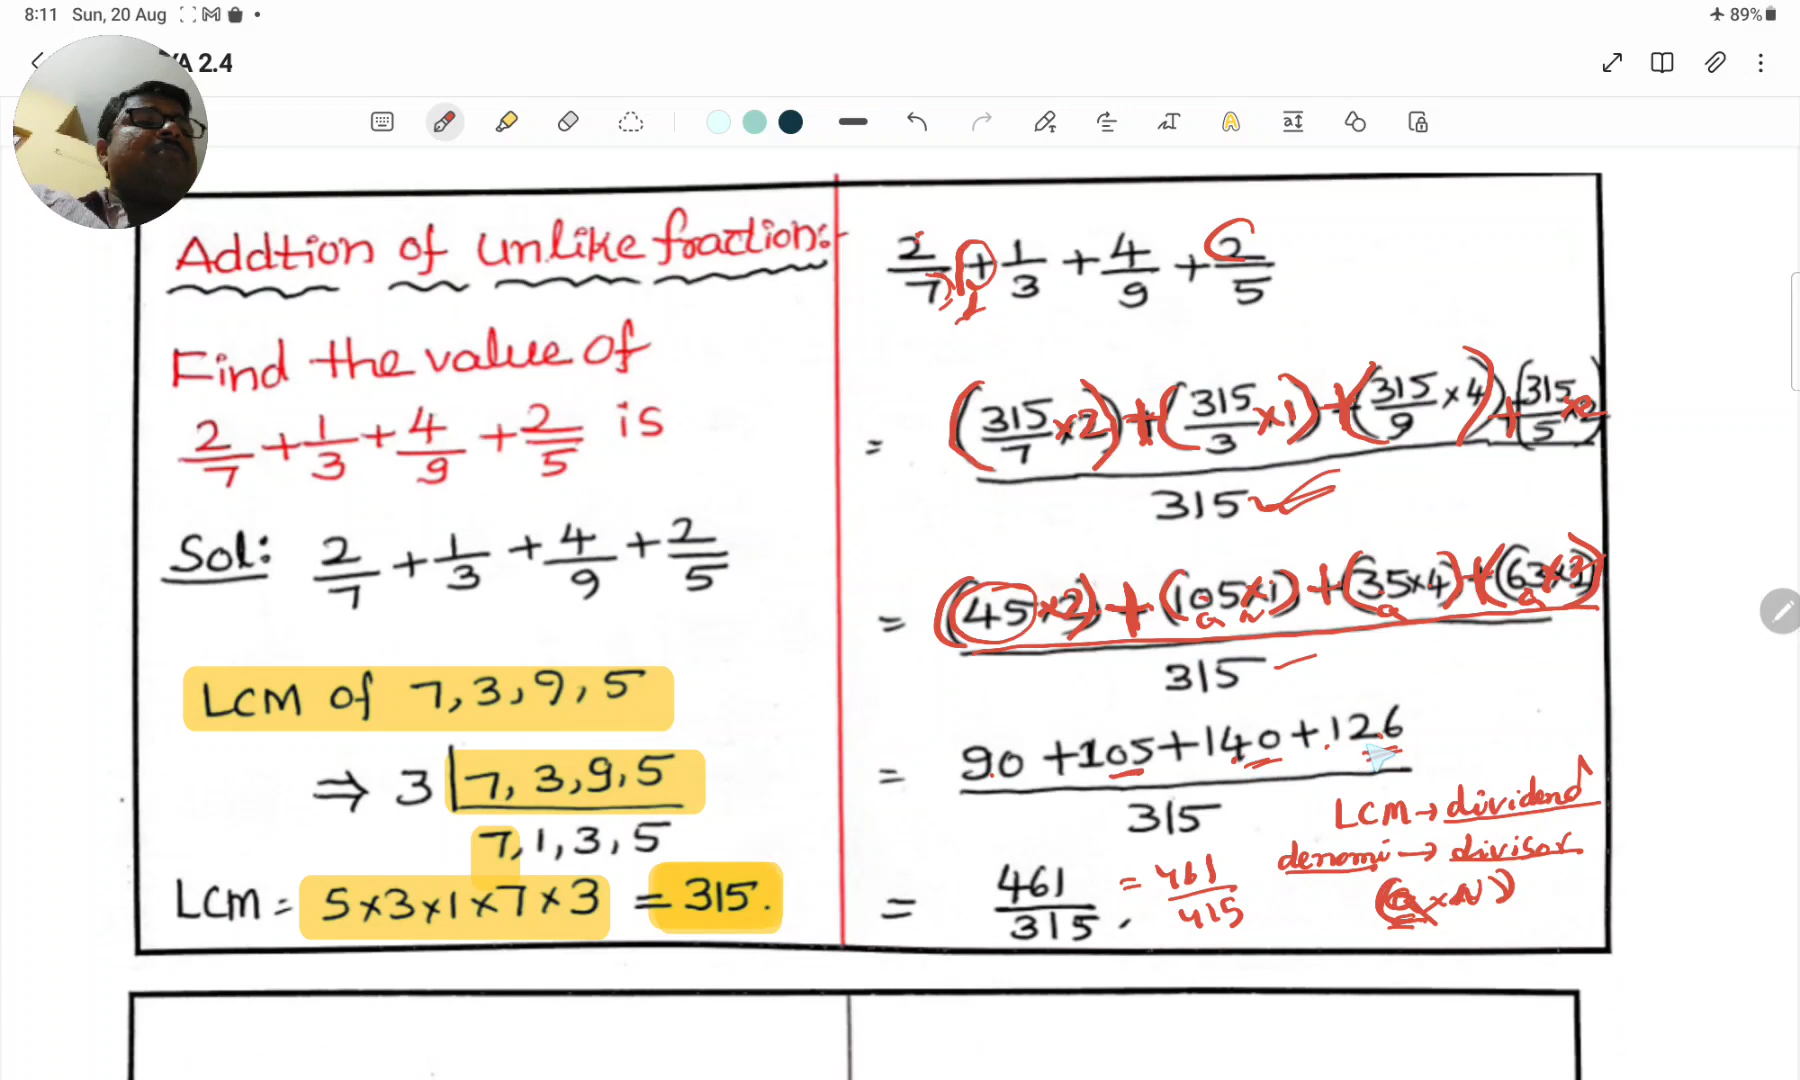 8:11 Sun, 20 Aug
89%
YA 2.4
Addtion of unlike fraction:-
Find the value of
2/7 + 1/3 + 4/9 + 2/5 is
Sol: 2/7 + 1/3 + 4/9 + 2/5
LCM of 7, 3, 9, 5
⇒ 3 | 7, 3, 9, 5
7, 1, 3, 5
LCM = 5×3×1×7×3 = 315.
2/7 + 1/3 + 4/9 + 2/5
= (315/7 ×2) + (315/3 ×1) + (315/9 ×4) + (315/5 ×2)
315
= (45×2) + (105×1) + (35×4) + (63×2)
315
= 90 + 105 + 140 + 126
315
LCM → dividend
denomi → divisor
(Q × N)
= 461/315. = 461/415